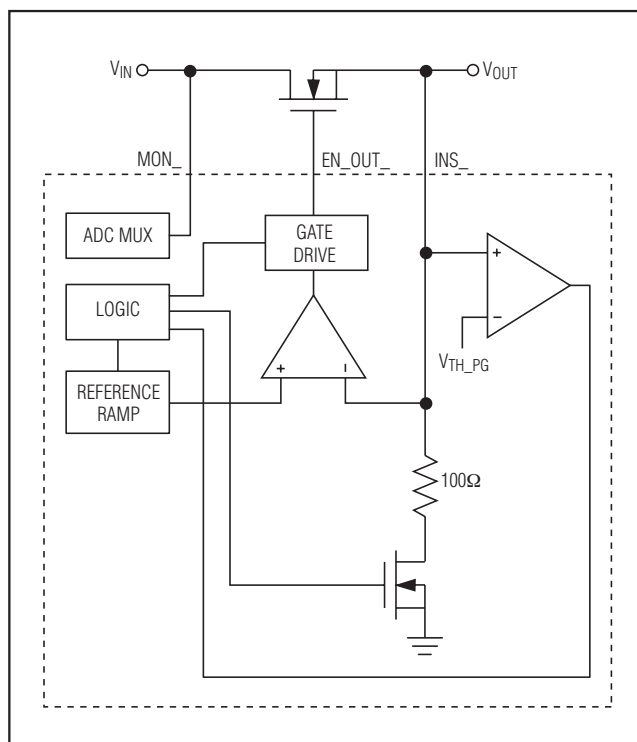 VIN
VOUT
MON_
EN_OUT_
INS_
ADC MUX
GATE
DRIVE
+
−
LOGIC
VTH_PG
+
−
REFERENCE
RAMP
100Ω